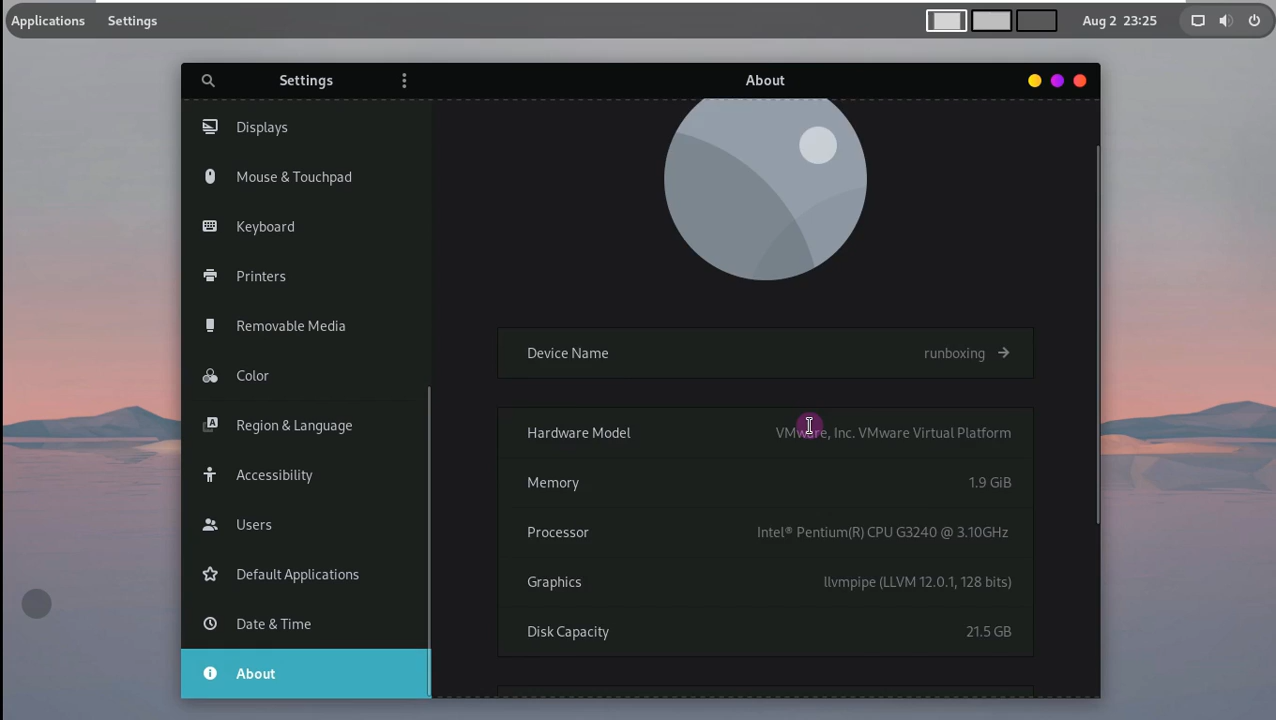 Applications Settings Aug 2 23:25
Settings About
Displays
Mouse & Touchpad
Keyboard
Printers
Removable Media
Color
Region & Language
Accessibility
Users
Default Applications
Date & Time
About
Device Name runboxing
Hardware Model VMware, Inc. VMware Virtual Platform
Memory 1.9 GiB
Processor Intel® Pentium(R) CPU G3240 @ 3.10GHz
Graphics llvmpipe (LLVM 12.0.1, 128 bits)
Disk Capacity 21.5 GB